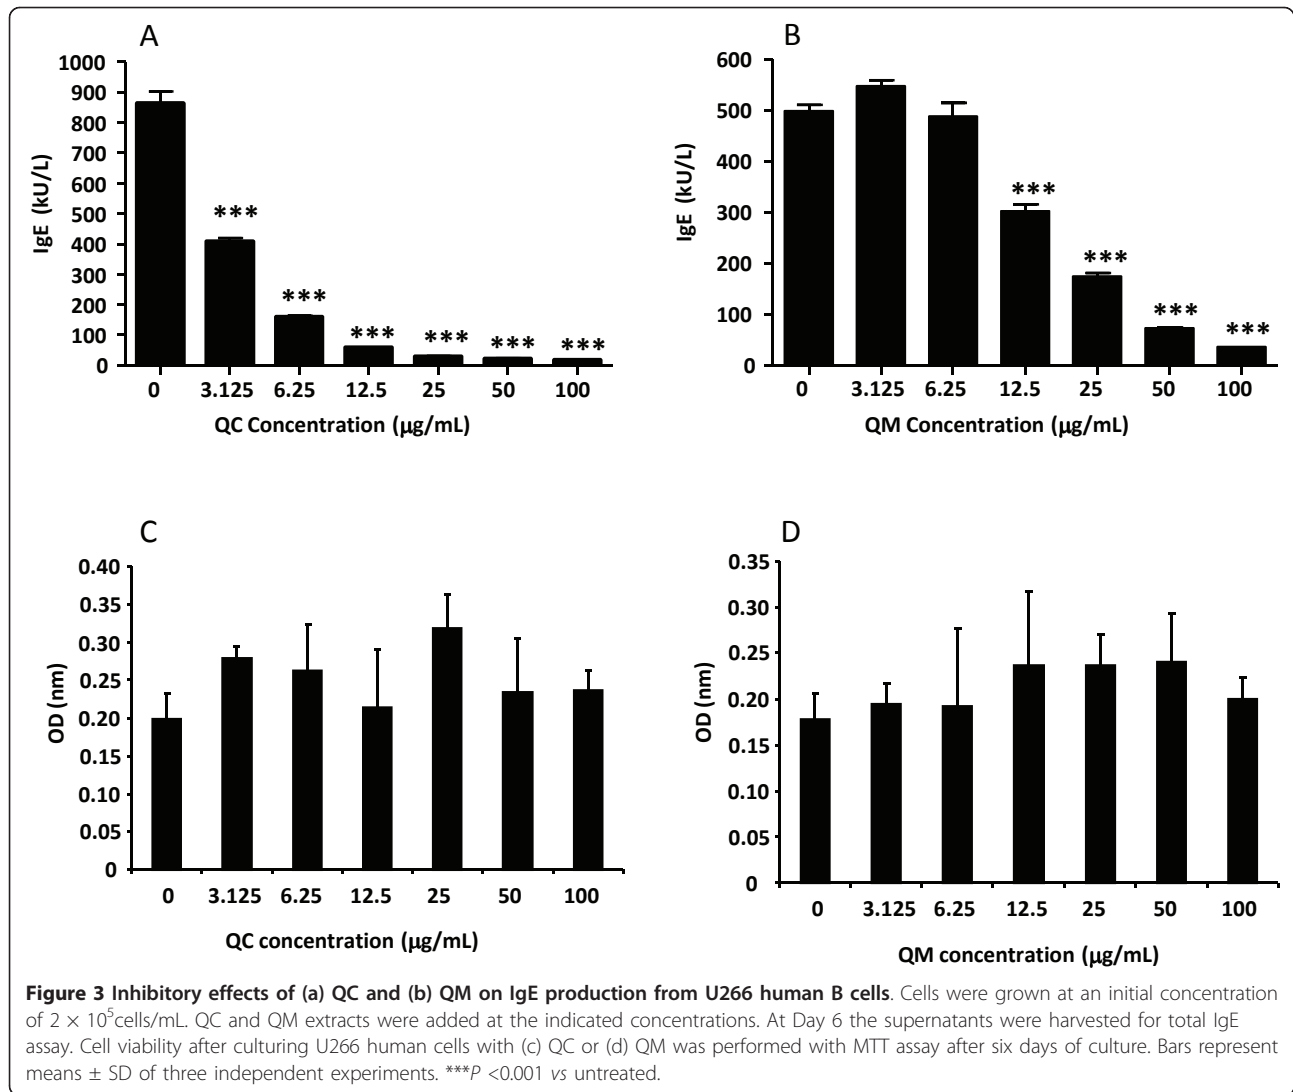 A
1000
900
800
700
600
500
400
300
200
100
0
IgE (kU/L)
***
***
***
***
***
***
0 3.125 6.25 12.5 25 50 100
QC Concentration (µg/mL)
B
600
500
400
300
200
100
0
IgE (kU/L)
***
***
***
***
0 3.125 6.25 12.5 25 50 100
QM Concentration (µg/mL)
C
0.40
0.35
0.30
0.25
0.20
0.15
0.10
0.05
0
OD (nm)
0 3.125 6.25 12.5 25 50 100
QC concentration (µg/mL)
D
0.35
0.30
0.25
0.20
0.15
0.10
0.05
0
OD (nm)
0 3.125 6.25 12.5 25 50 100
QM concentration (µg/mL)
Figure 3 Inhibitory effects of (a) QC and (b) QM on IgE production from U266 human B cells. Cells were grown at an initial concentration
of 2 × 10⁵cells/mL. QC and QM extracts were added at the indicated concentrations. At Day 6 the supernatants were harvested for total IgE
assay. Cell viability after culturing U266 human cells with (c) QC or (d) QM was performed with MTT assay after six days of culture. Bars represent
means ± SD of three independent experiments. ***P <0.001 vs untreated.